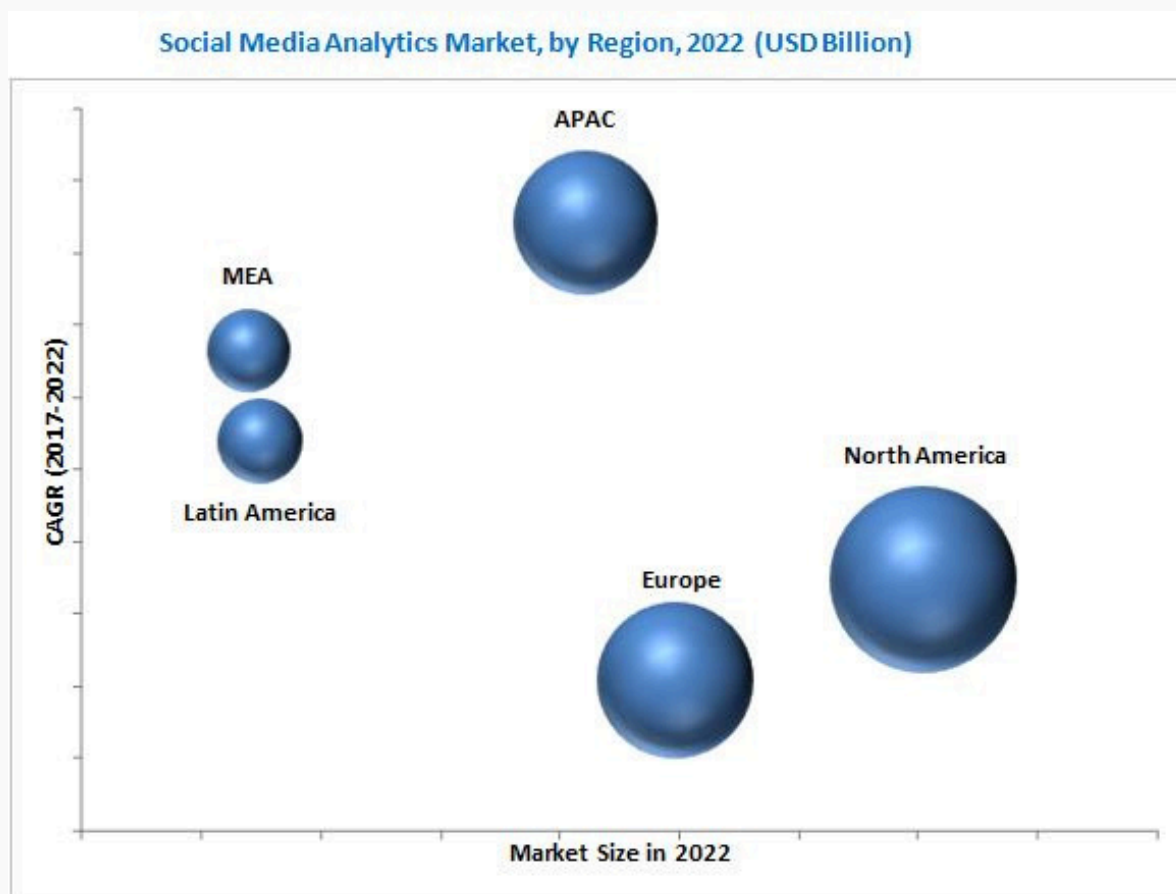 Social Media Analytics Market, by Region, 2022 (USD Billion)
APAC
MEA
CAGR (2017-2022)
North America
Latin America
Europe
Market Size in 2022